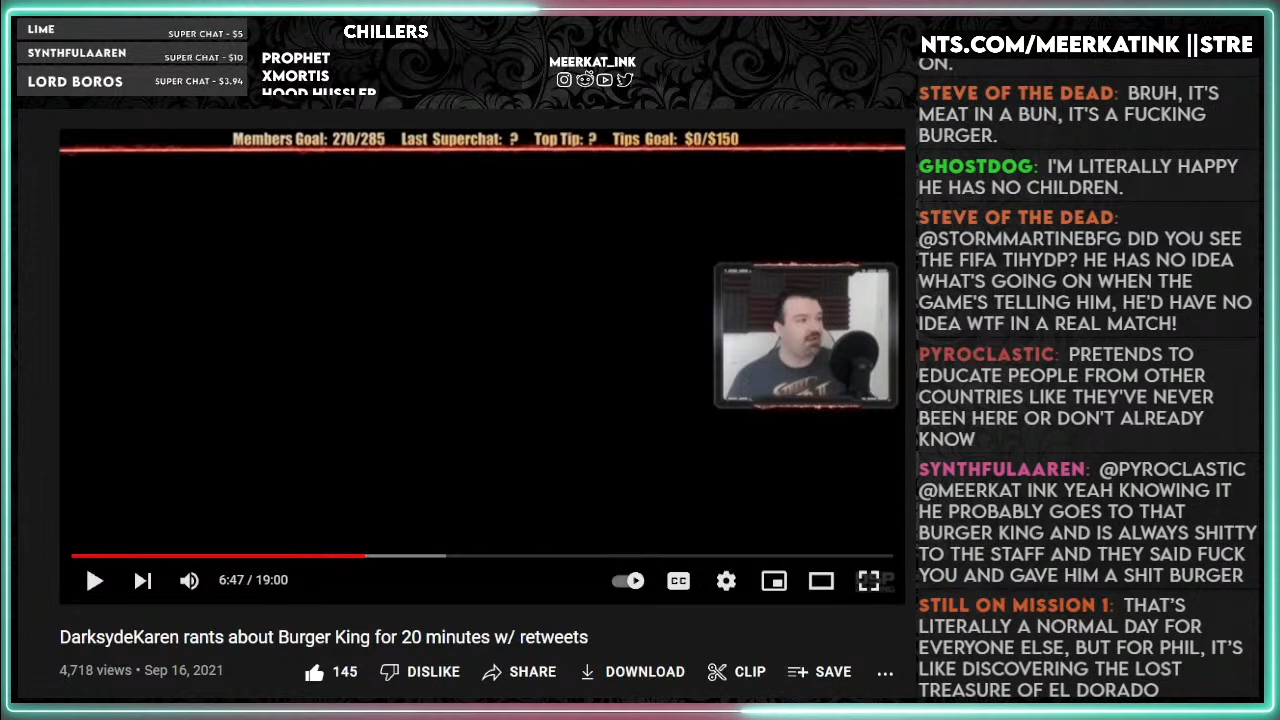 LIME SUPER CHAT - $5
SYNTHFULAAREN SUPER CHAT - $10
LORD BOROS SUPER CHAT - $3.94
CHILLERS
PROPHET
XMORTIS
HOOD HUSSLER
MEERKAT_INK
NTS.COM/MEERKATINK ||STRE
Members Goal: 270/285 Last Superchat: ? Top Tip: ? Tips Goal: $0/$150
6:47 / 19:00
CC
DarksydeKaren rants about Burger King for 20 minutes w/ retweets
4,718 views • Sep 16, 2021
145 DISLIKE SHARE DOWNLOAD CLIP SAVE
ON.
STEVE OF THE DEAD: BRUH, IT'S
MEAT IN A BUN, IT'S A FUCKING
BURGER.
GHOSTDOG: I'M LITERALLY HAPPY
HE HAS NO CHILDREN.
STEVE OF THE DEAD:
@STORMMARTINEBFG DID YOU SEE
THE FIFA TIHYDP? HE HAS NO IDEA
WHAT'S GOING ON WHEN THE
GAME'S TELLING HIM, HE'D HAVE NO
IDEA WTF IN A REAL MATCH!
PYROCLASTIC: PRETENDS TO
EDUCATE PEOPLE FROM OTHER
COUNTRIES LIKE THEY'VE NEVER
BEEN HERE OR DON'T ALREADY
KNOW
SYNTHFULAAREN: @PYROCLASTIC
@MEERKAT INK YEAH KNOWING IT
HE PROBABLY GOES TO THAT
BURGER KING AND IS ALWAYS SHITTY
TO THE STAFF AND THEY SAID FUCK
YOU AND GAVE HIM A SHIT BURGER
STILL ON MISSION 1: THAT'S
LITERALLY A NORMAL DAY FOR
EVERYONE ELSE, BUT FOR PHIL, IT'S
LIKE DISCOVERING THE LOST
TREASURE OF EL DORADO